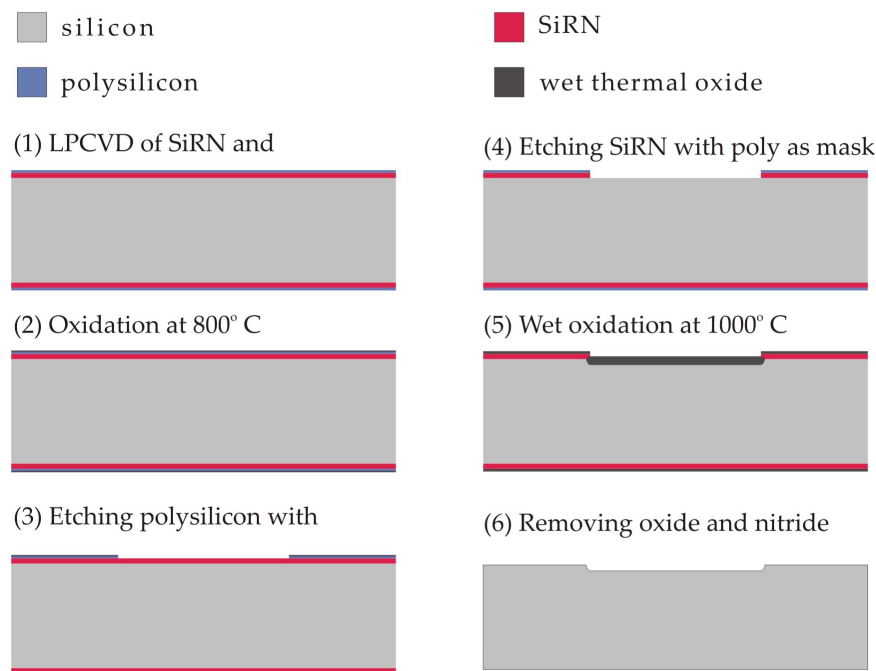 silicon
polysilicon
SiRN
wet thermal oxide
(1) LPCVD of SiRN and
(2) Oxidation at 800° C
(3) Etching polysilicon with
(4) Etching SiRN with poly as mask
(5) Wet oxidation at 1000° C
(6) Removing oxide and nitride